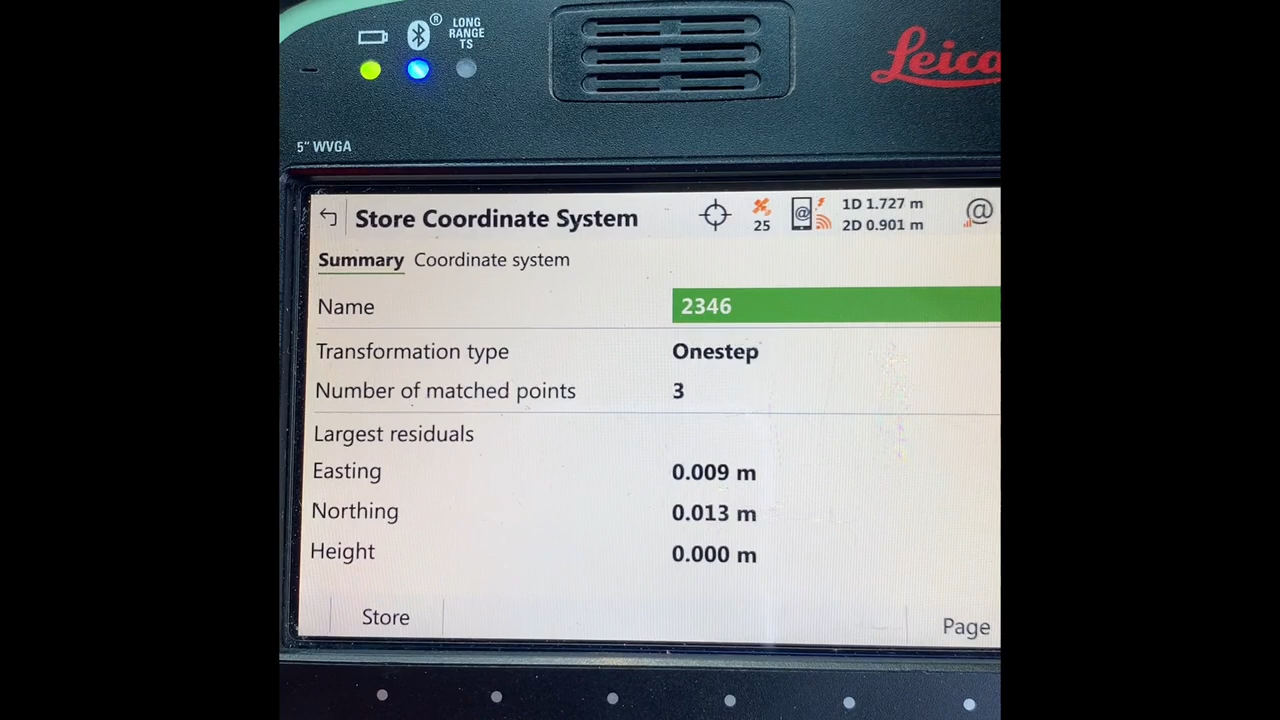 ®
LONG
RANGE
TS
Leica
5" WVGA
Store Coordinate System
25
@
1D 1.727 m
2D 0.901 m
@
Summary Coordinate system
Name 2346
Transformation type Onestep
Number of matched points 3
Largest residuals
Easting 0.009 m
Northing 0.013 m
Height 0.000 m
Store Page